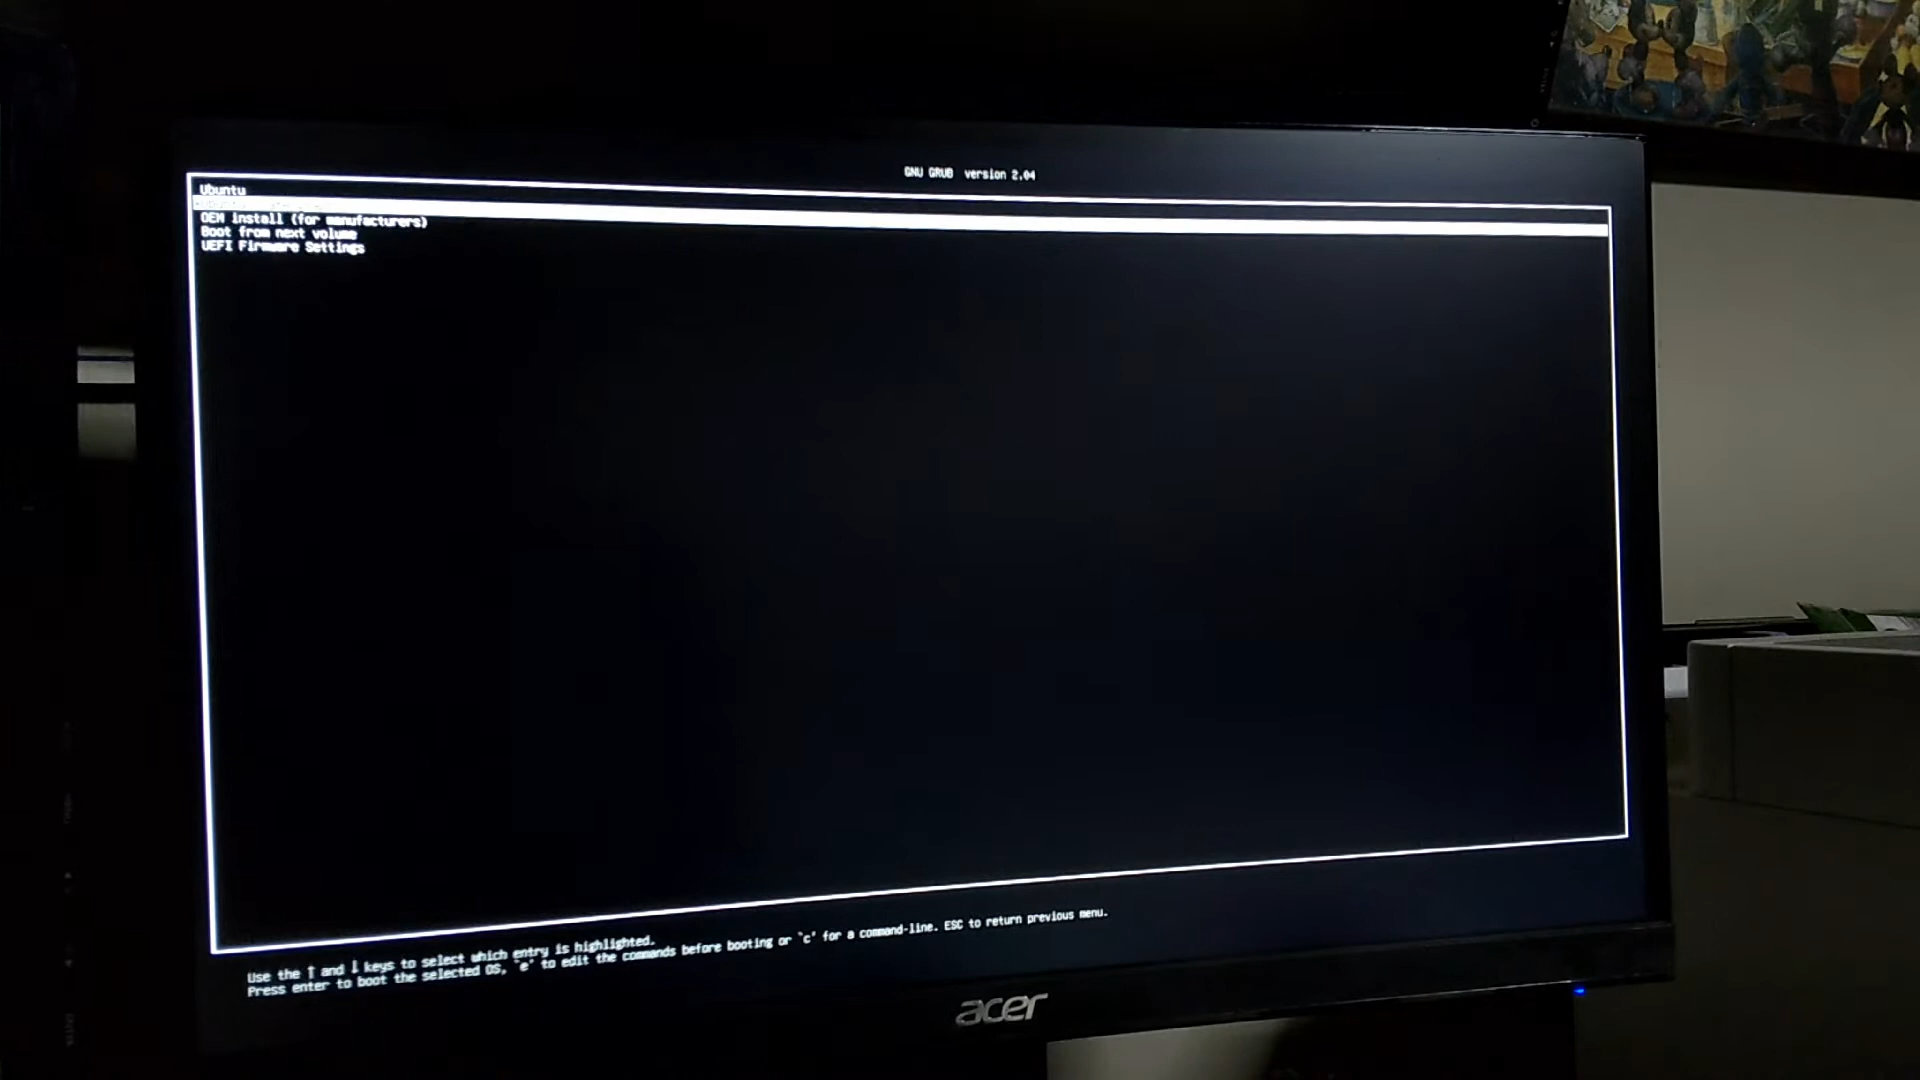 GNU GRUB version 2.04
Ubuntu
OEM install (for manufacturers)
Boot from next volume
UEFI Firmware Settings
Use the ↑ and ↓ keys to select which entry is highlighted.
Press enter to boot the selected OS, `e' to edit the commands before booting or `c' for a command-line. ESC to return previous menu.
acer